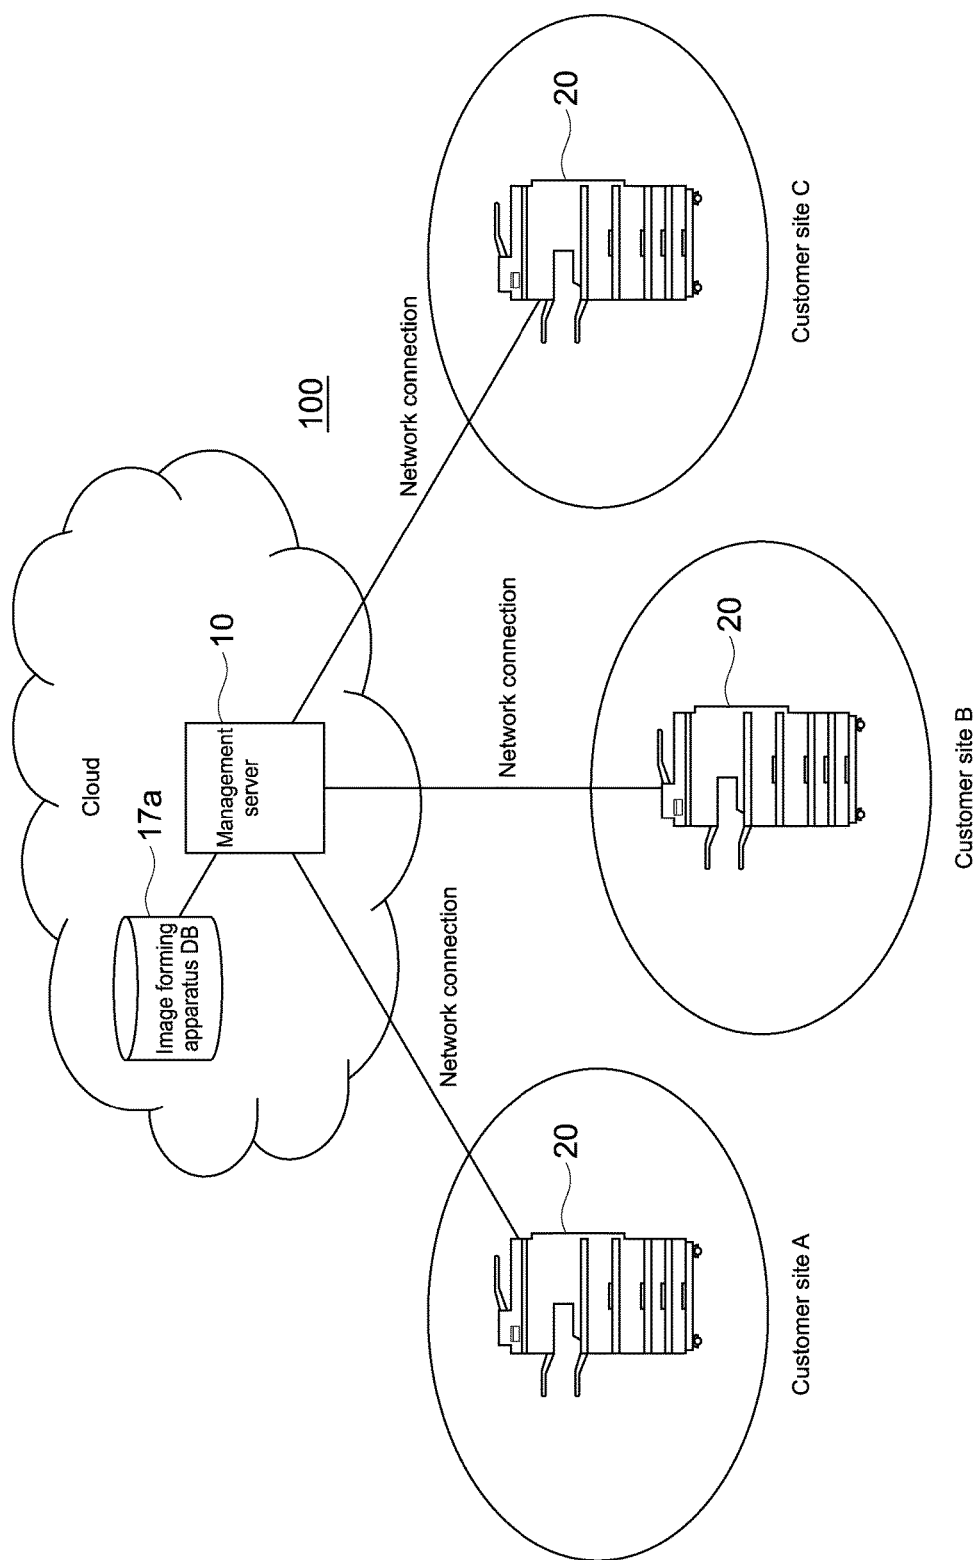 Cloud
17a
10
Image forming
apparatus DB
Management
server
100
Network connection
Network connection
Network connection
20
20
20
Customer site A
Customer site B
Customer site C